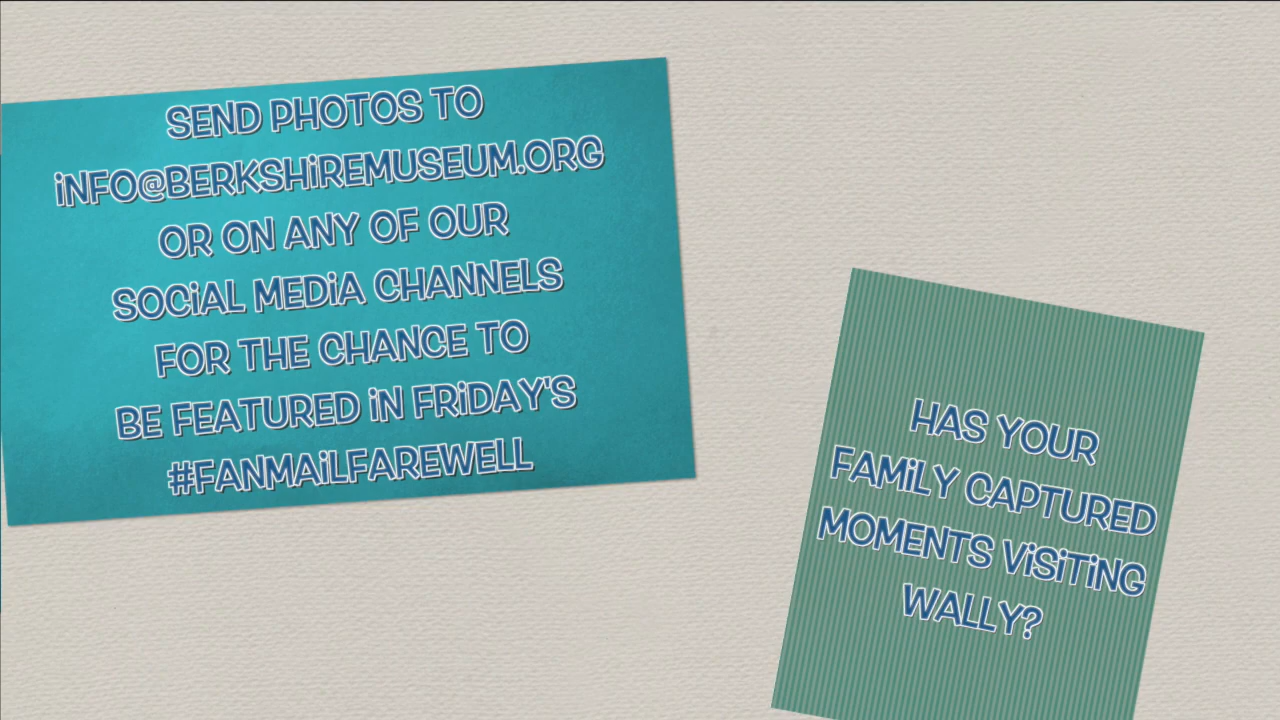 SEND PHOTOS TO
iNFO@BERKSHiREMUSEUM.ORG
OR ON ANY OF OUR
SOCiAL MEDiA CHANNELS
FOR THE CHANCE TO
BE FEATURED iN FRiDAY'S
#FANMAiLFAREWELL
HAS YOUR
FAMiLY CAPTURED
MOMENTS ViSiTiNG
WALLY?